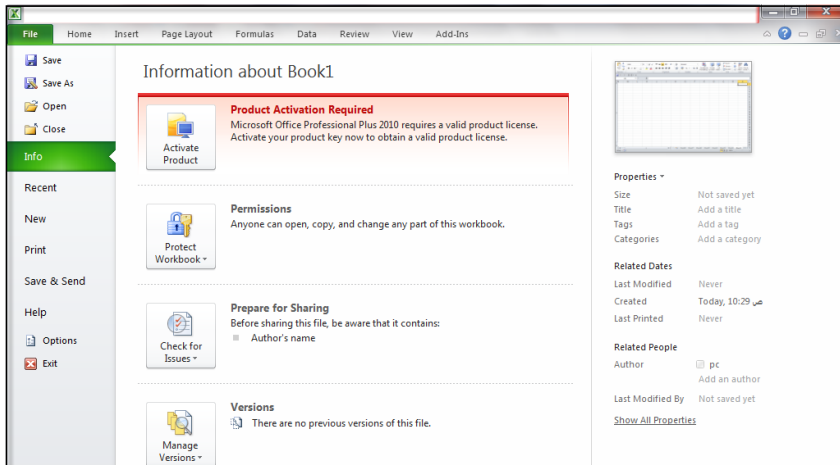 File Home Insert Page Layout Formulas Data Review View Add-Ins
Save
Save As
Open
Close
Info
Recent
New
Print
Save & Send
Help
Options
Exit
Information about Book1
Activate
Product
Product Activation Required
Microsoft Office Professional Plus 2010 requires a valid product license.
Activate your product key now to obtain a valid product license.
Protect
Workbook
Permissions
Anyone can open, copy, and change any part of this workbook.
Check for
Issues
Prepare for Sharing
Before sharing this file, be aware that it contains:
Author's name
Manage
Versions
Versions
There are no previous versions of this file.
Properties
Size Not saved yet
Title Add a title
Tags Add a tag
Categories Add a category
Related Dates
Last Modified Never
Created Today, 10:29 ص
Last Printed Never
Related People
Author pc
Add an author
Last Modified By Not saved yet
Show All Properties